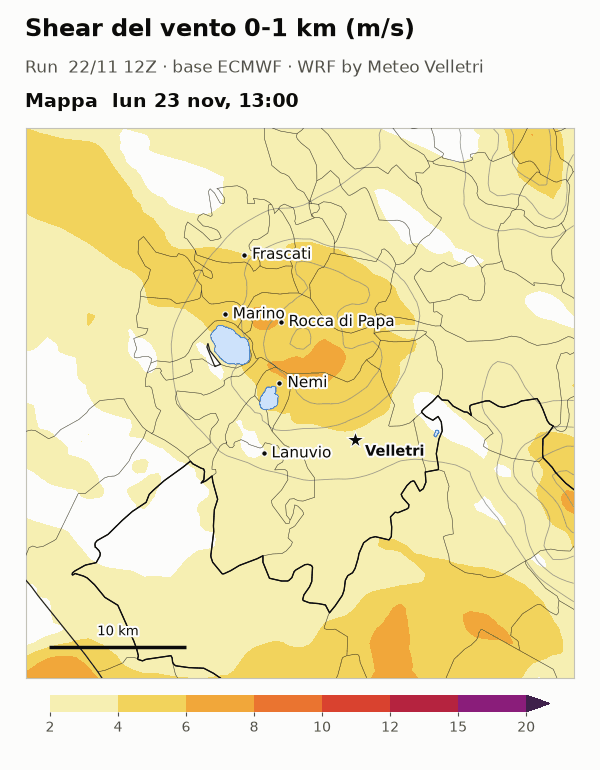 Shear del vento 0-1 km (m/s)
Run  22/11 12Z · base ECMWF · WRF by Meteo Velletri
Mappa  lun 23 nov, 13:00
Frascati
Marino
Rocca di Papa
Nemi
Velletri
Lanuvio
10 km
2 4 6 8 10 12 15 20